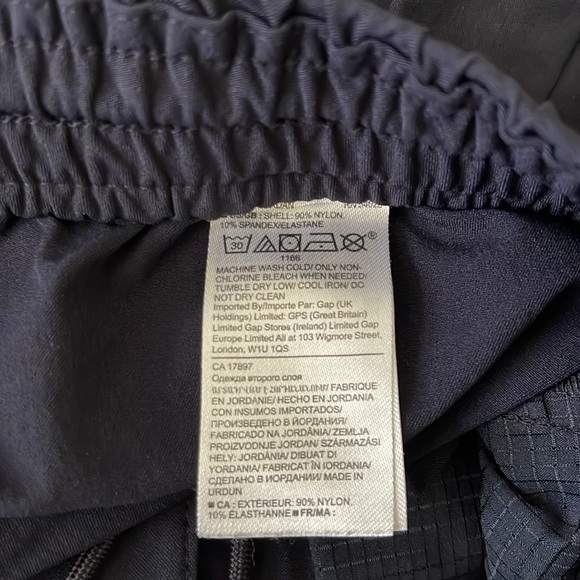 US/GB : SHELL: 90% NYLON,
10% SPANDEX/ELASTANE
30
®
1166
MACHINE WASH COLD/ ONLY NON-
CHLORINE BLEACH WHEN NEEDED/
TUMBLE DRY LOW/ COOL IRON/ DO
NOT DRY CLEAN
Imported By/Importe Par: Gap (UK
Holdings) Limited: GPS (Great Britain)
Limited Gap Stores (Ireland) Limited Gap
Europe Limited All at 103 Wigmore Street,
London, W1U 1QS
CA 17897
Одежда второго слоя
FABRIQUE
EN JORDANIE/ HECHO EN JORDANIA
CON INSUMOS IMPORTADOS/
ПРОИЗВЕДЕНО В ЙОРДАНИИ/
FABRICADO NA JORDÂNIA/ ZEMLJA
PROIZVODNJE JORDAN/ SZÁRMAZÁSI
HELY: JORDÁNIA/ DIBUAT DI
YORDANIA/ FABRICAT ÎN IORDANIA/
СДЕЛАНО В ИОРДАНИИ/ MADE IN
URDUN
■ CA : EXTÉRIEUR: 90% NYLON,
10% ÉLASTHANNE ■ FR/MA :